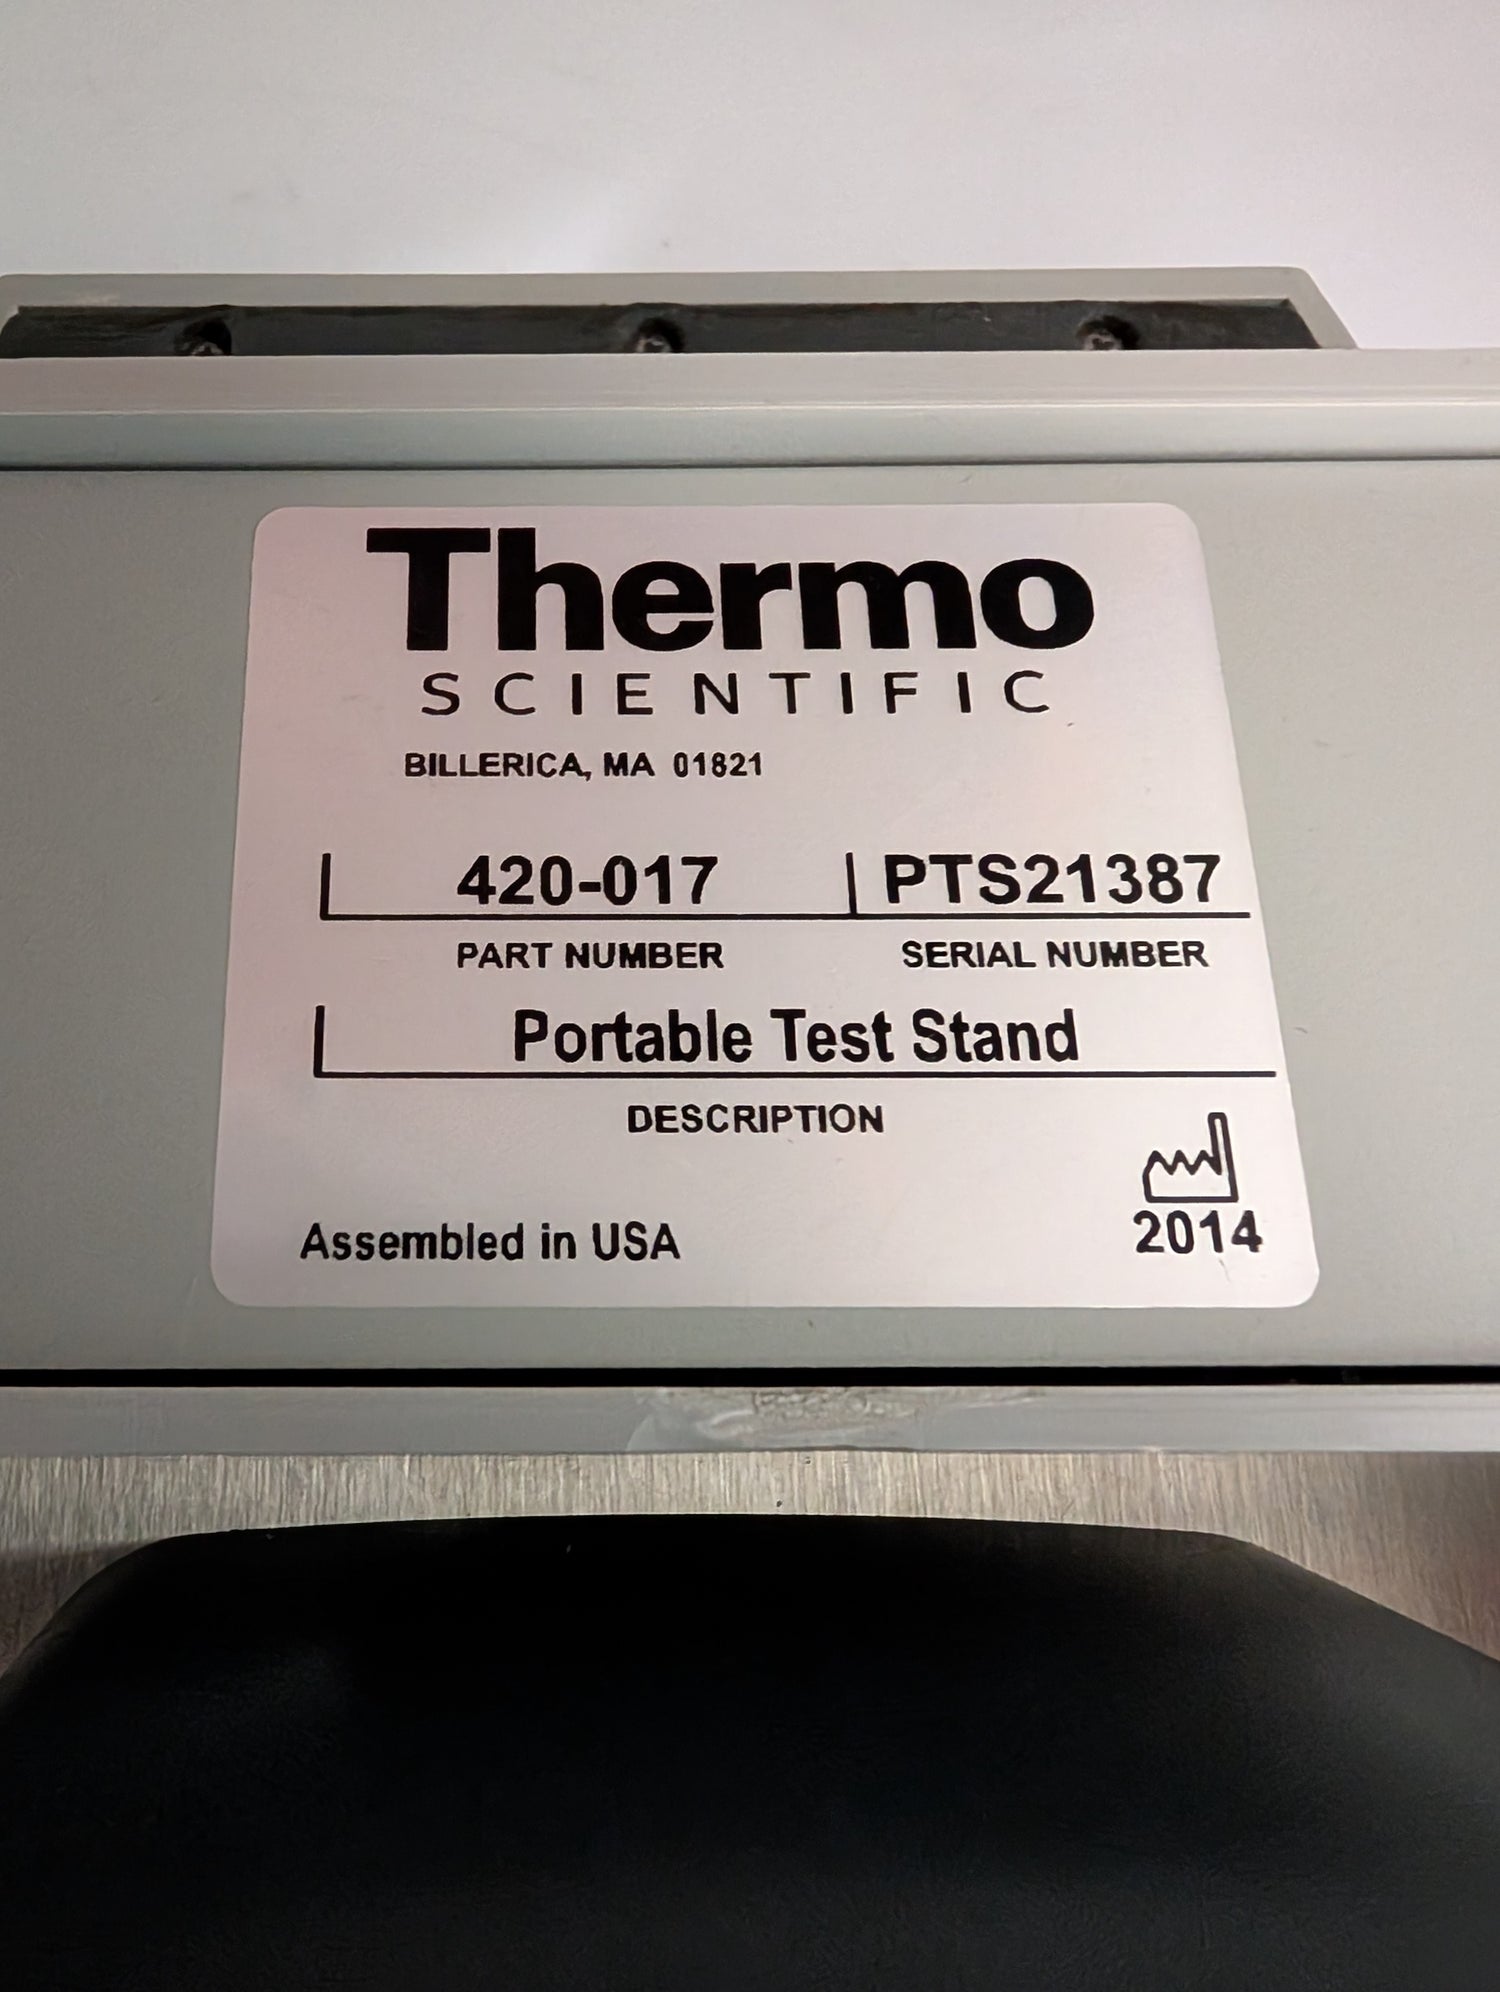 Thermo
SCIENTIFIC
BILLERICA, MA 01821
420-017 PTS21387
PART NUMBER SERIAL NUMBER
Portable Test Stand
DESCRIPTION
Assembled in USA 2014